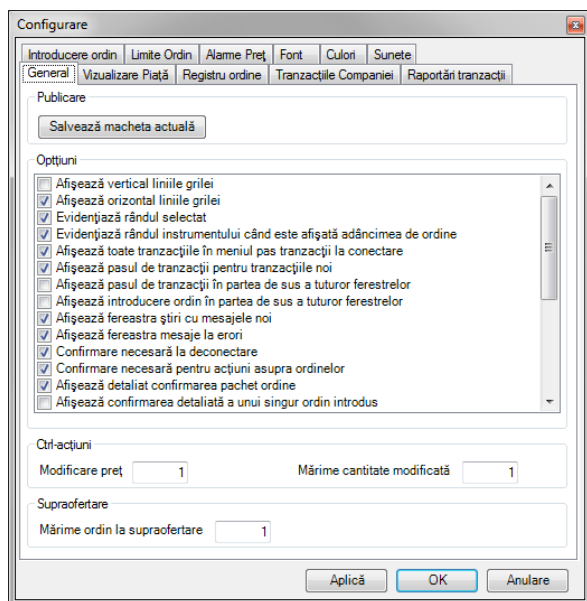 Configurare
Introducere ordin Limite Ordin Alarme Preţ Font Culori Sunete
General Vizualizare Piaţă Registru ordine Tranzacţiile Companiei Raportări tranzacţii
Publicare
Salvează macheta actuală
Optţiuni
Afişează vertical liniile grilei
Afişează orizontal liniile grilei
Evidenţiază rândul selectat
Evidenţiază rândul instrumentului când este afişată adâncimea de ordine
Afişează toate tranzacţiile în meniul pas tranzacţii la conectare
Afişează pasul de tranzacţii pentru tranzacţiile noi
Afişează pasul de tranzacţii în partea de sus a tuturor ferestrelor
Afişează introducere ordin în partea de sus a tuturor ferestrelor
Afişează fereastra ştiri cu mesajele noi
Afişează fereastra mesaje la erori
Confirmare necesară la deconectare
Confirmare necesară pentru acţiuni asupra ordinelor
Afişează detaliat confirmarea pachet ordine
Afişează confirmarea detaliată a unui singur ordin introdus
Ctrl-acţiuni
Modificare preţ 1 Mărime cantitate modificată 1
Supraofertare
Mărime ordin la supraofertare 1
Aplică OK Anulare